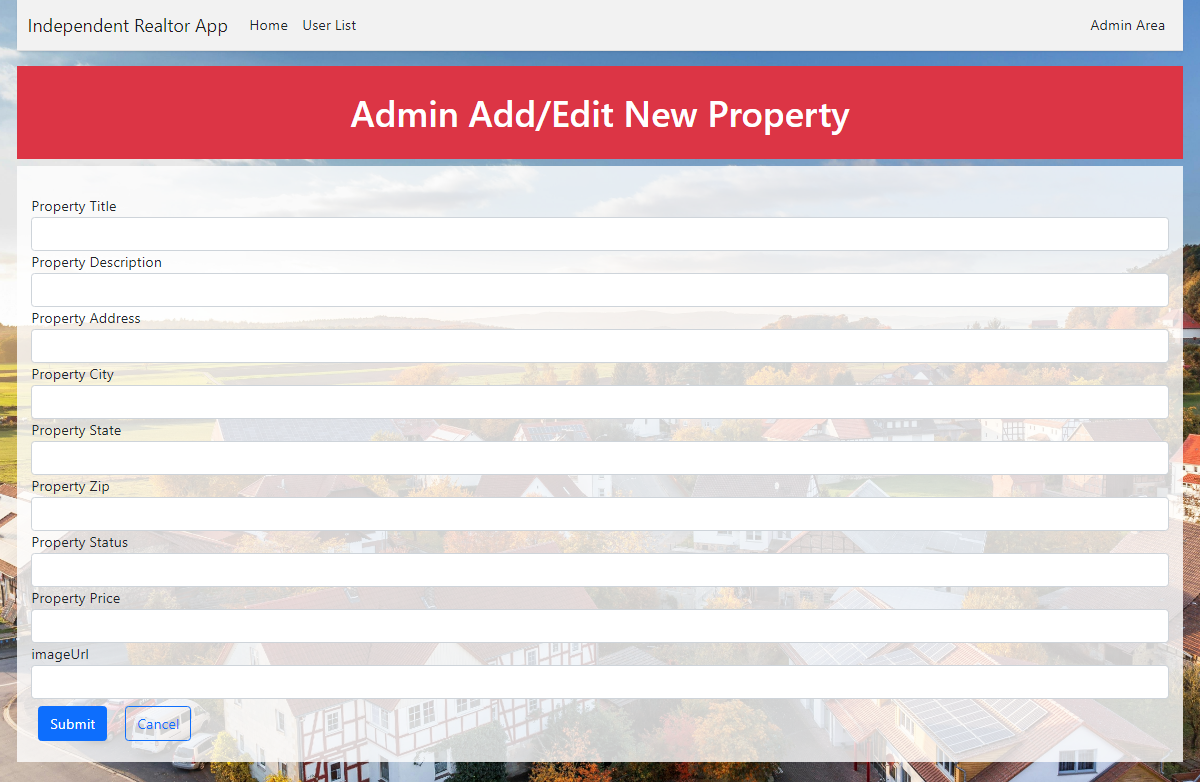 Independent Realtor App Home User List Admin Area
Admin Add/Edit New Property
Property Title
Property Description
Property Address
Property City
Property State
Property Zip
Property Status
Property Price
imageUrl
Submit Cancel